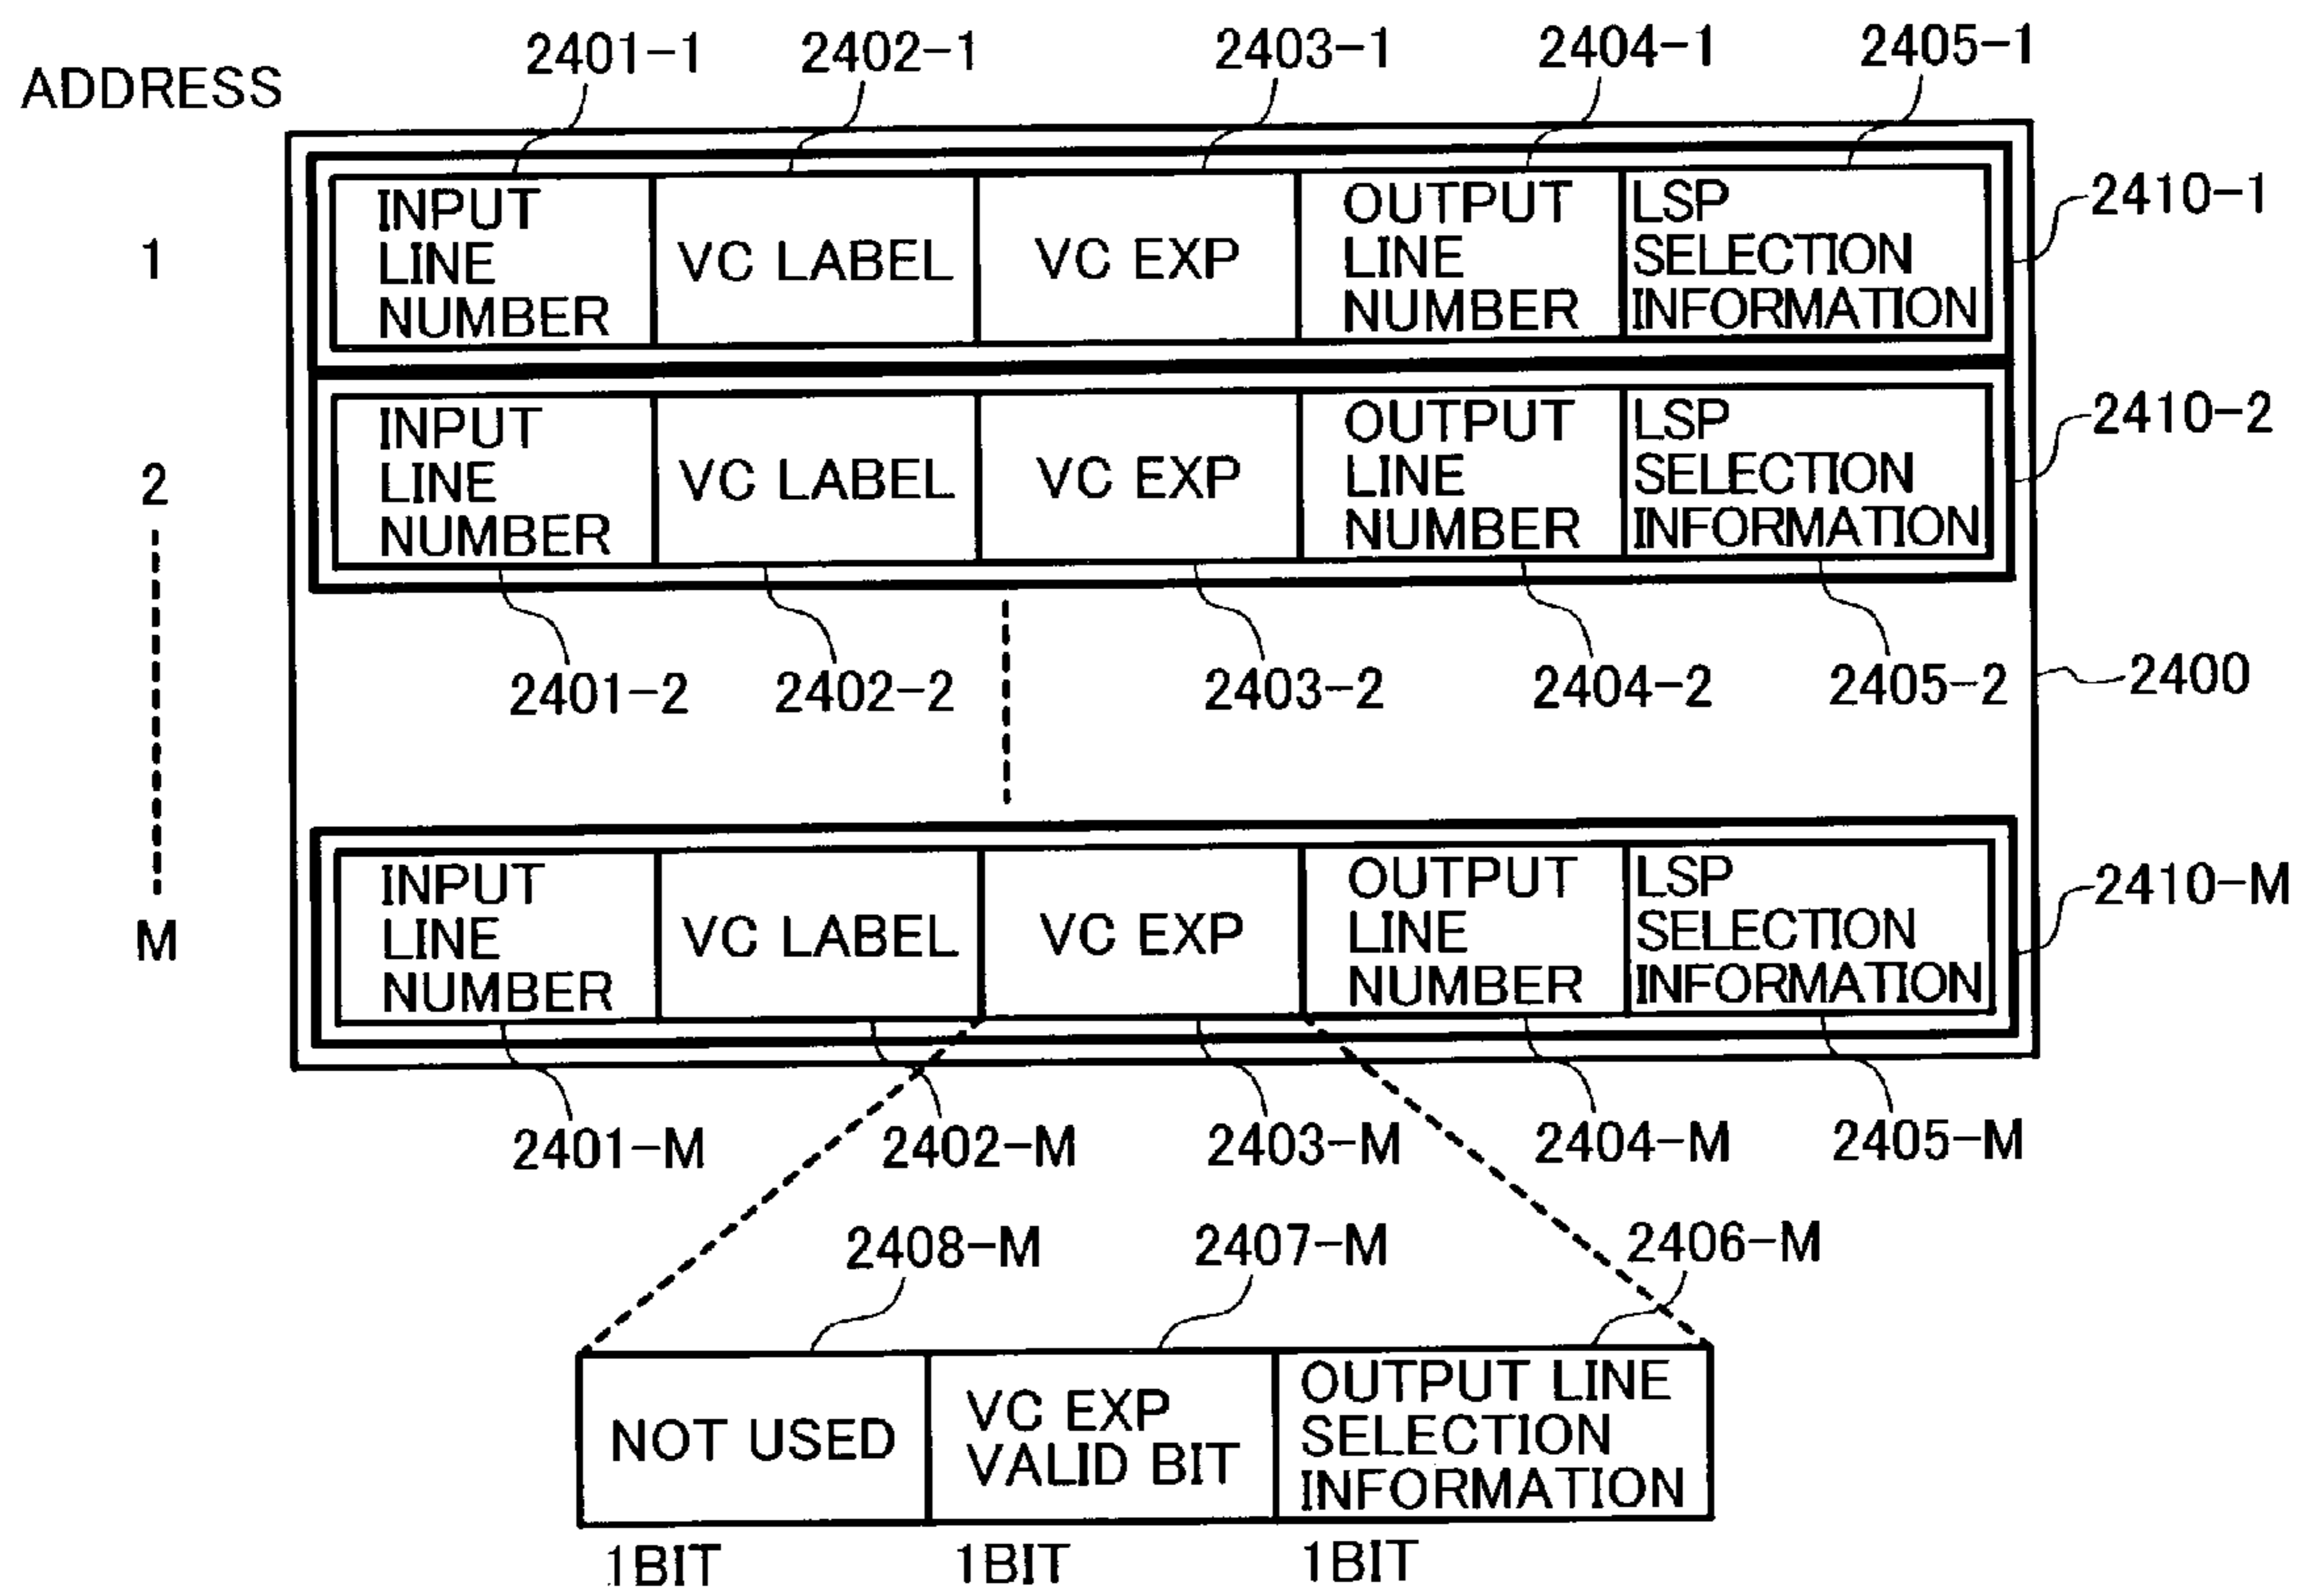 2401-1 2402-1 2403-1 2404-1 2405-1
ADDRESS
1
INPUT
LINE
NUMBER
VC LABEL
VC EXP
OUTPUT
LINE
NUMBER
LSP
SELECTION
INFORMATION
2410-1
2
INPUT
LINE
NUMBER
VC LABEL
VC EXP
OUTPUT
LINE
NUMBER
LSP
SELECTION
INFORMATION
2410-2
2401-2 2402-2 2403-2 2404-2 2405-2
2400
M
INPUT
LINE
NUMBER
VC LABEL
VC EXP
OUTPUT
LINE
NUMBER
LSP
SELECTION
INFORMATION
2410-M
2401-M 2402-M 2403-M 2404-M 2405-M
2408-M 2407-M 2406-M
NOT USED
VC EXP
VALID BIT
OUTPUT LINE
SELECTION
INFORMATION
1BIT 1BIT 1BIT